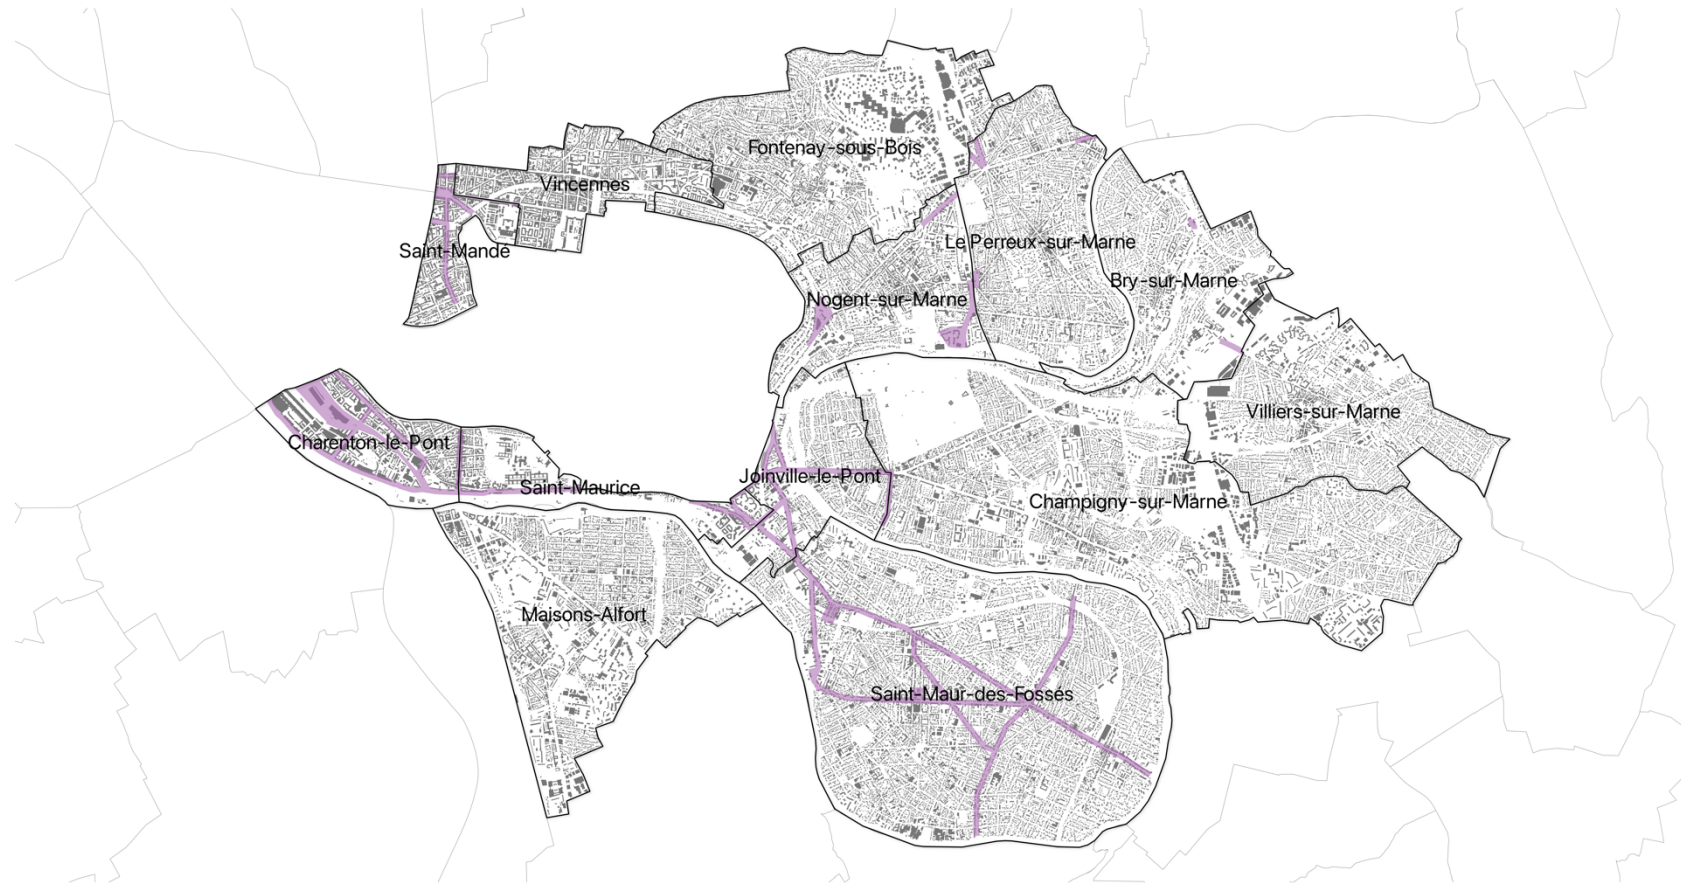 Fontenay-sous-Bois
Vincennes
Saint-Mandé
Le Perreux-sur-Marne
Bry-sur-Marne
Nogent-sur-Marne
Villiers-sur-Marne
Charenton-le-Pont
Joinville-le-Pont
Saint-Maurice
Champigny-sur-Marne
Maisons-Alfort
Saint-Maur-des-Fossés